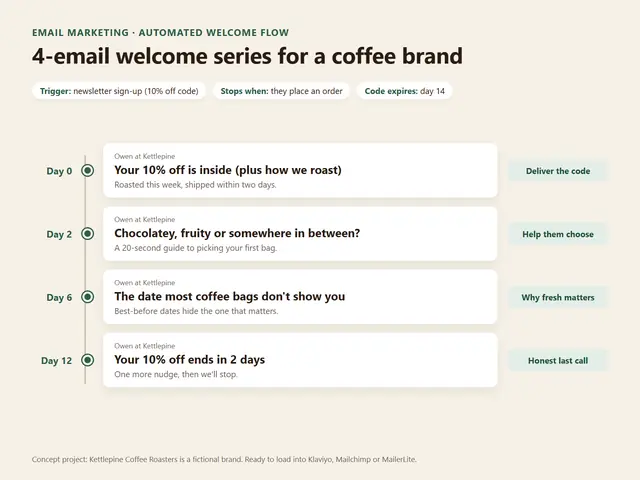 EMAIL MARKETING · AUTOMATED WELCOME FLOW
4-email welcome series for a coffee brand
Trigger: newsletter sign-up (10% off code)
Stops when: they place an order
Code expires: day 14
Day 0
Owen at Kettlepine
Your 10% off is inside (plus how we roast)
Roasted this week, shipped within two days.
Deliver the code
Day 2
Owen at Kettlepine
Chocolatey, fruity or somewhere in between?
A 20-second guide to picking your first bag.
Help them choose
Day 6
Owen at Kettlepine
The date most coffee bags don't show you
Best-before dates hide the one that matters.
Why fresh matters
Day 12
Owen at Kettlepine
Your 10% off ends in 2 days
One more nudge, then we'll stop.
Honest last call
Concept project: Kettlepine Coffee Roasters is a fictional brand. Ready to load into Klaviyo, Mailchimp or MailerLite.